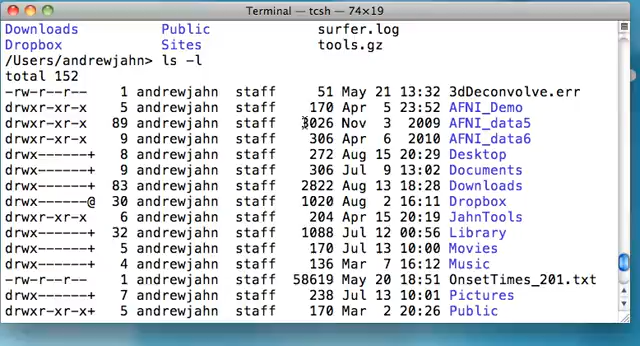 Terminal — tcsh — 74×19
Downloads Public surfer.log
Dropbox Sites tools.gz
/Users/andrewjahn> ls -l
total 152
-rw-r--r-- 1 andrewjahn staff 51 May 21 13:32 3dDeconvolve.err
drwxr-xr-x 5 andrewjahn staff 170 Apr 5 23:52 AFNI_Demo
drwxr-xr-x 89 andrewjahn staff 3026 Nov 3 2009 AFNI_data5
drwxr-xr-x 9 andrewjahn staff 306 Apr 6 2010 AFNI_data6
drwx------+ 8 andrewjahn staff 272 Aug 15 20:29 Desktop
drwx------+ 9 andrewjahn staff 306 Jul 9 13:02 Documents
drwx------+ 83 andrewjahn staff 2822 Aug 13 18:28 Downloads
drwx------@ 30 andrewjahn staff 1020 Aug 2 16:11 Dropbox
drwxr-xr-x 6 andrewjahn staff 204 Apr 15 20:19 JahnTools
drwx------+ 32 andrewjahn staff 1088 Jul 12 00:56 Library
drwx------+ 5 andrewjahn staff 170 Jul 13 10:00 Movies
drwx------+ 4 andrewjahn staff 136 Mar 7 16:12 Music
-rw-r--r-- 1 andrewjahn staff 58619 May 20 18:51 OnsetTimes_201.txt
drwx------+ 7 andrewjahn staff 238 Jul 13 10:01 Pictures
drwxr-xr-x+ 5 andrewjahn staff 170 Mar 2 20:26 Public